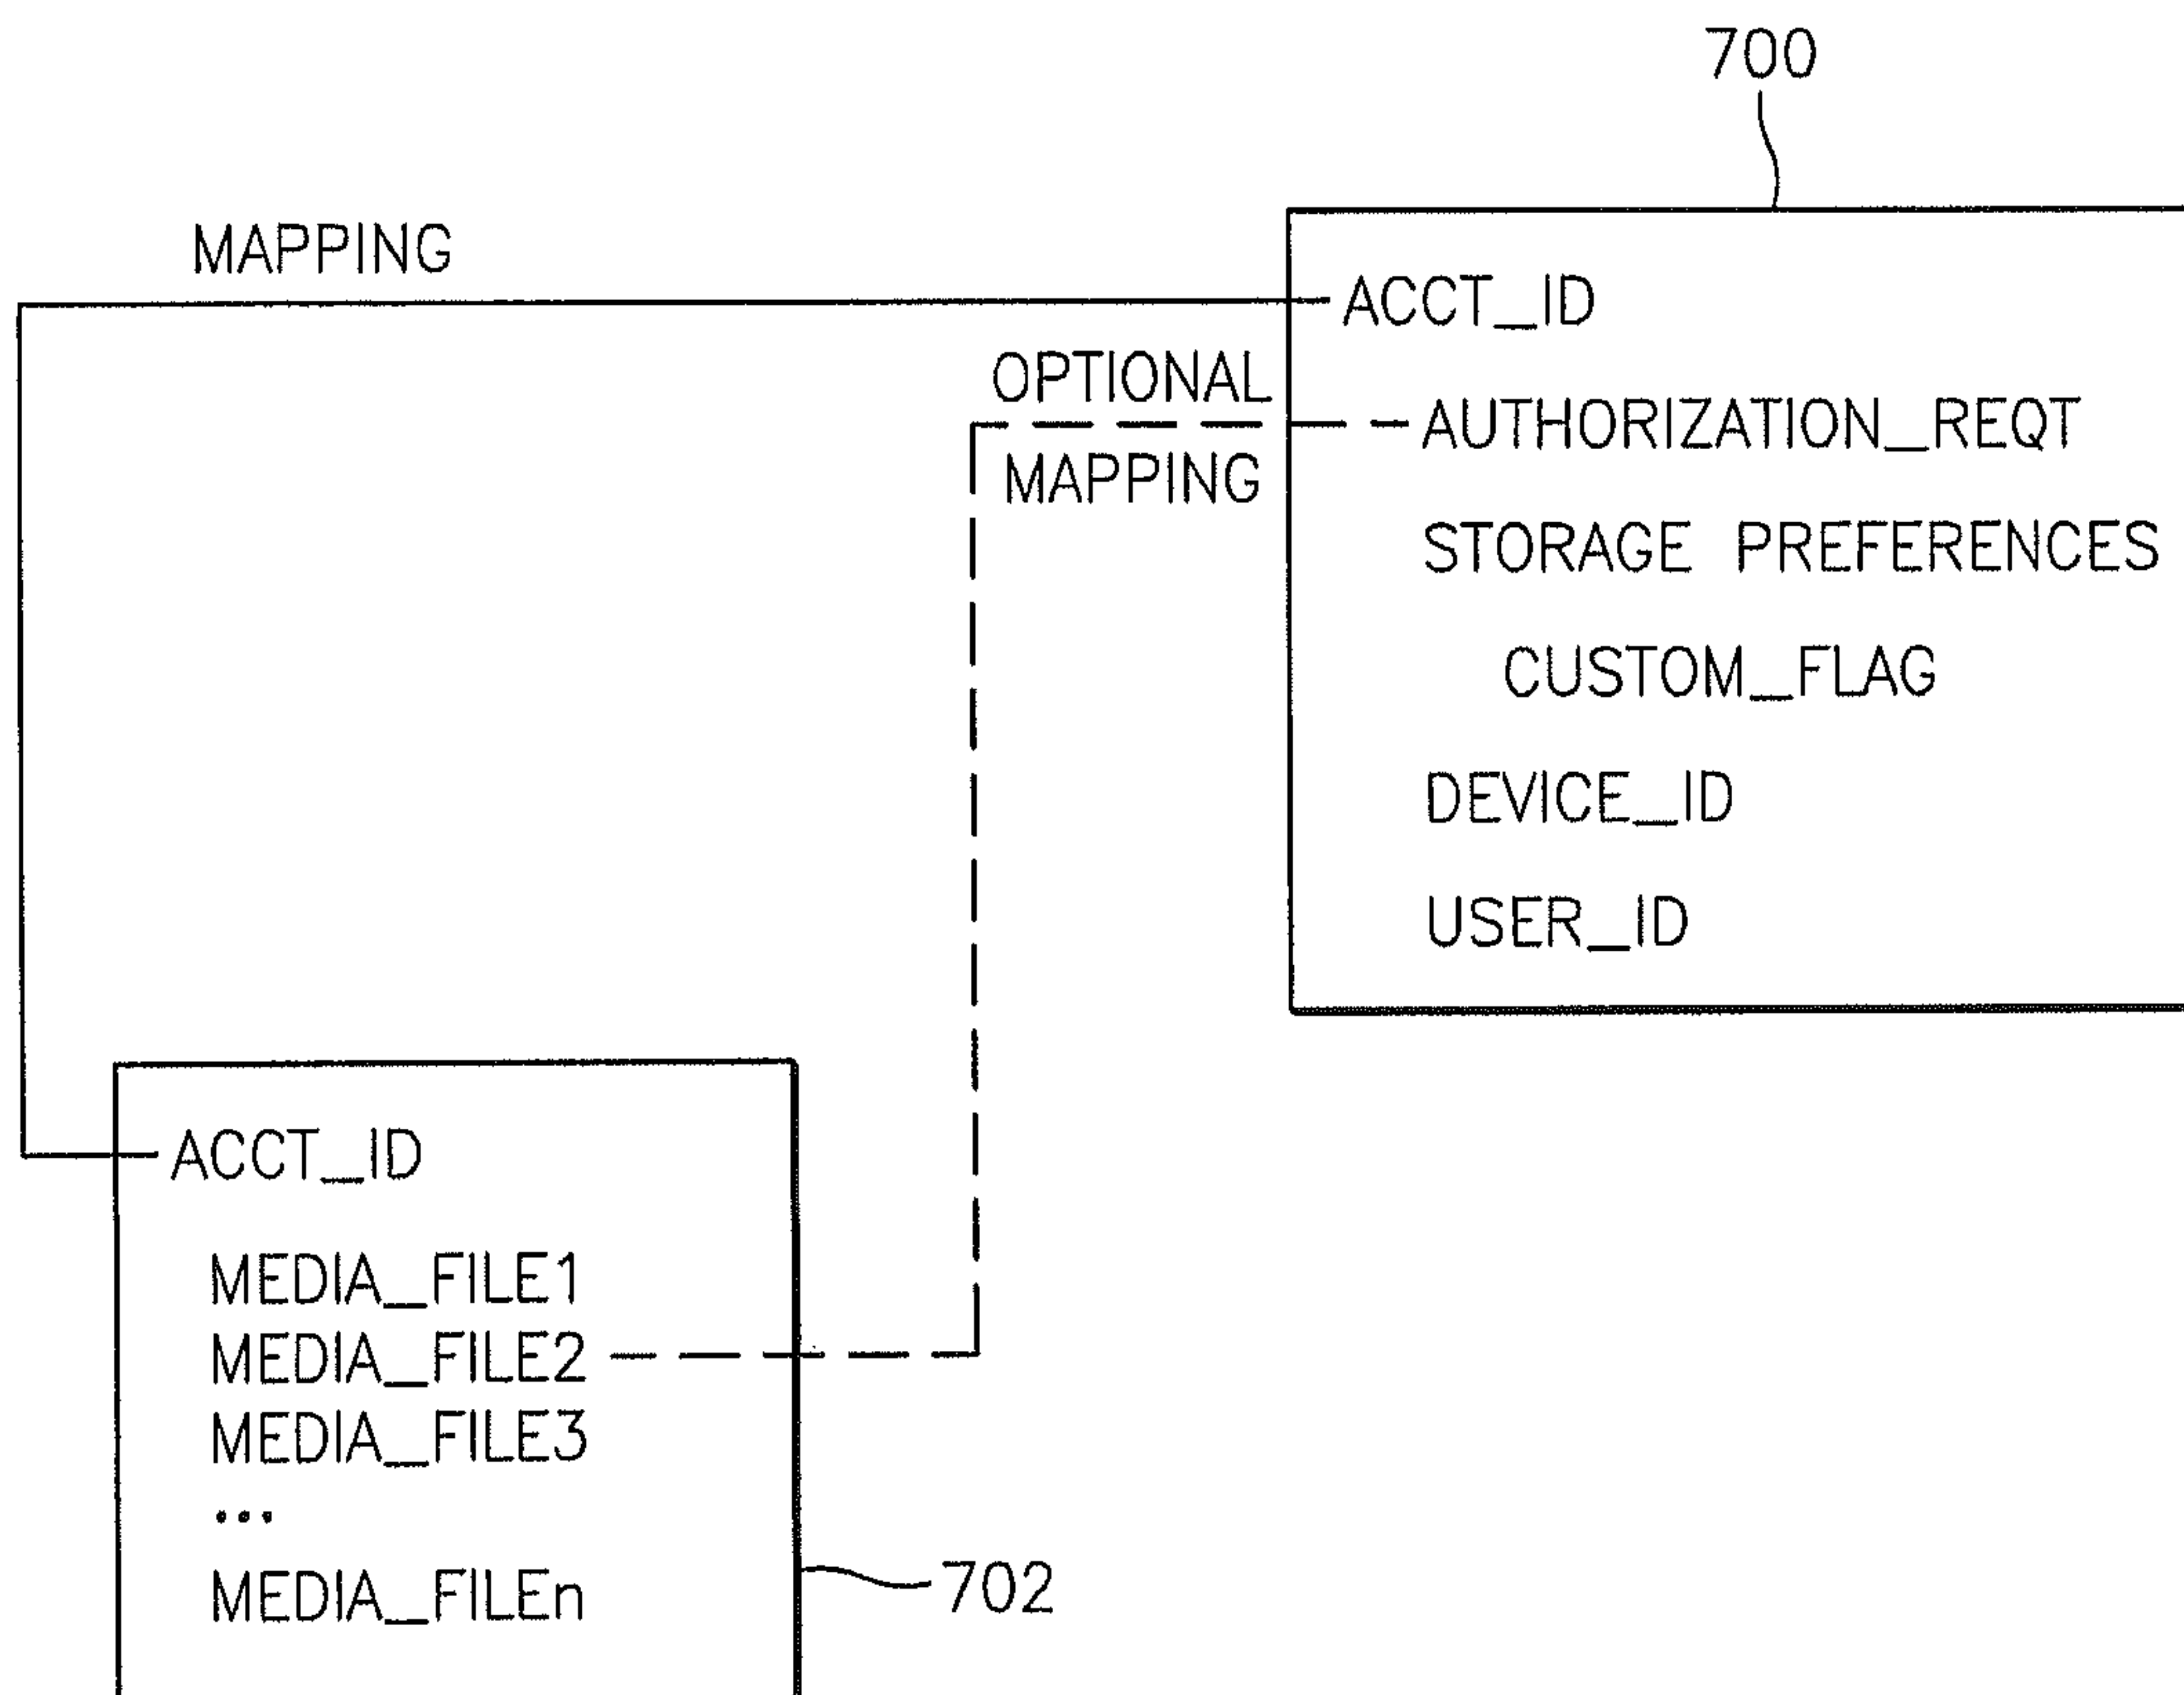 700
MAPPING
ACCT_ID
OPTIONAL
MAPPING
AUTHORIZATION_REQT
STORAGE PREFERENCES
CUSTOM_FLAG
DEVICE_ID
USER_ID
ACCT_ID
MEDIA_FILE1
MEDIA_FILE2
MEDIA_FILE3
...
MEDIA_FILEn
702